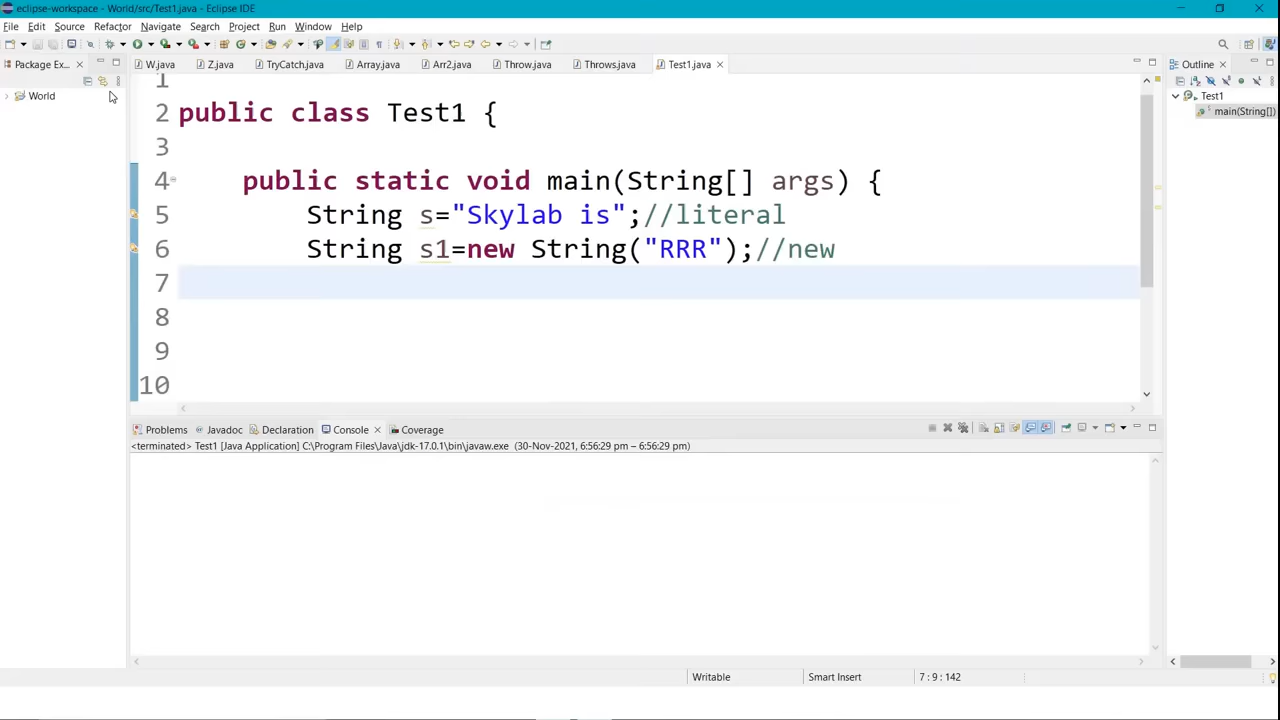 eclipse-workspace - World/src/Test1.java - Eclipse IDE
File Edit Source Refactor Navigate Search Project Run Window Help
Package Ex... W.java Z.java TryCatch.java Array.java Arr2.java Throw.java Throws.java Test1.java Outline
World
Test1
main(String[])
1
2 public class Test1 {
3
4 public static void main(String[] args) {
5 String s="Skylab is";//literal
6 String s1=new String("RRR");//new
7
8
9
10
Problems Javadoc Declaration Console Coverage
<terminated> Test1 [Java Application] C:\Program Files\Java\jdk-17.0.1\bin\javaw.exe (30-Nov-2021, 6:56:29 pm – 6:56:29 pm)
Writable Smart Insert 7 : 9 : 142